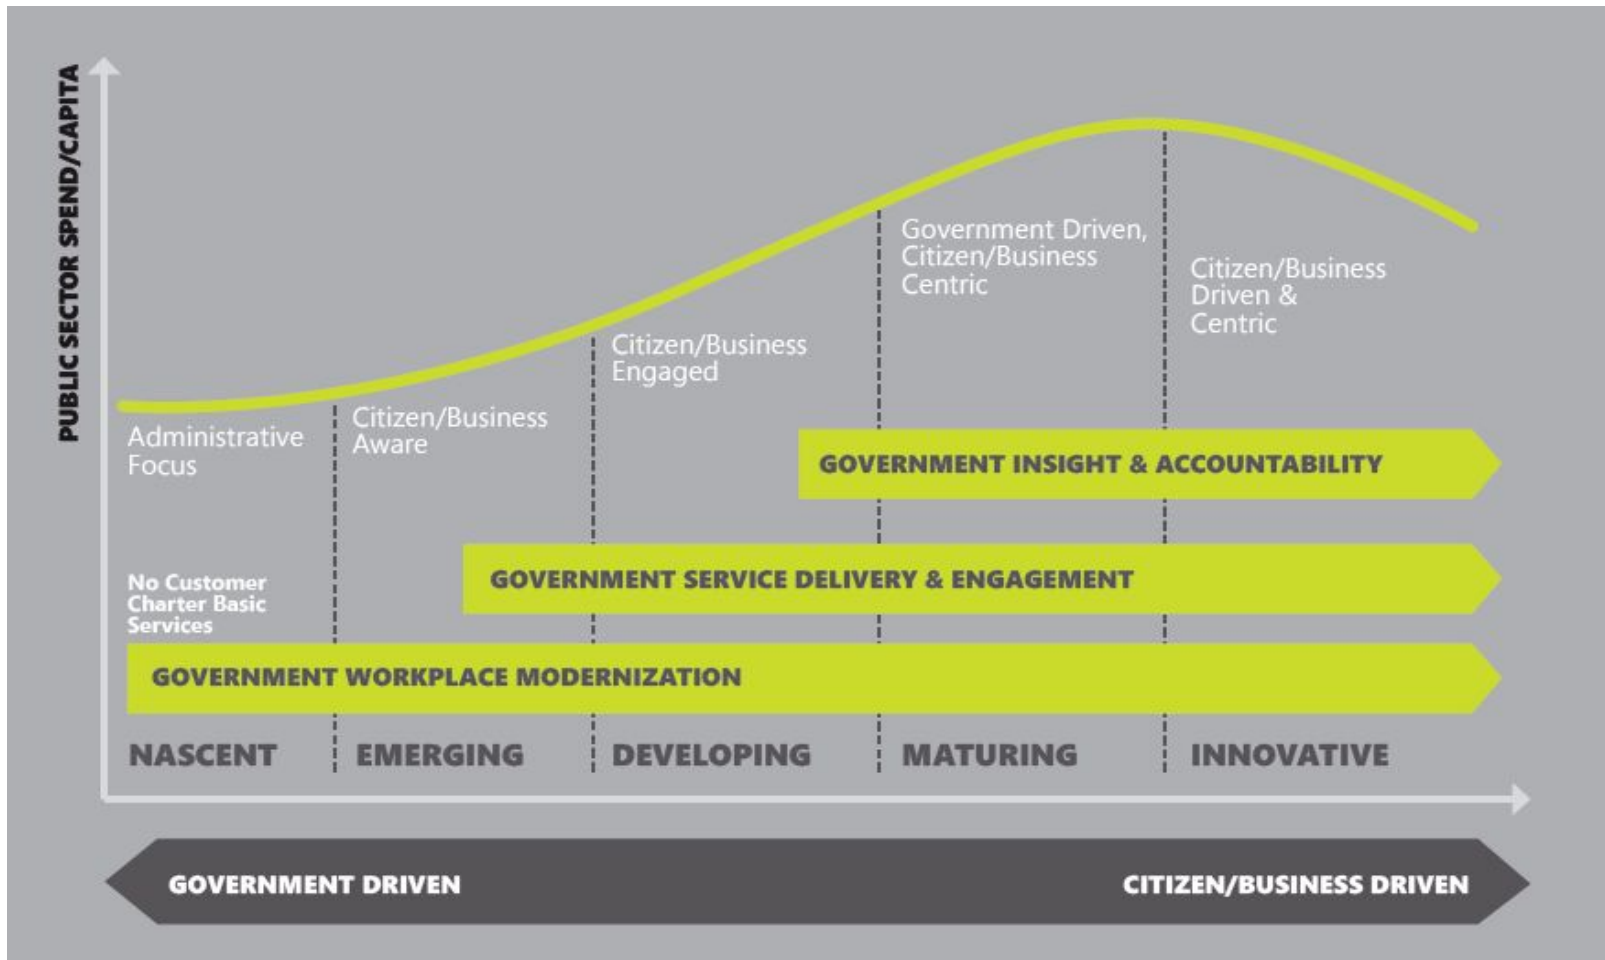 PUBLIC SECTOR SPEND/CAPITA
Administrative
Focus
Citizen/Business
Aware
Citizen/Business
Engaged
Government Driven,
Citizen/Business
Centric
Citizen/Business
Driven &
Centric
GOVERNMENT INSIGHT & ACCOUNTABILITY
GOVERNMENT SERVICE DELIVERY & ENGAGEMENT
No Customer
Charter Basic
Services
GOVERNMENT WORKPLACE MODERNIZATION
NASCENT
EMERGING
DEVELOPING
MATURING
INNOVATIVE
GOVERNMENT DRIVEN
CITIZEN/BUSINESS DRIVEN